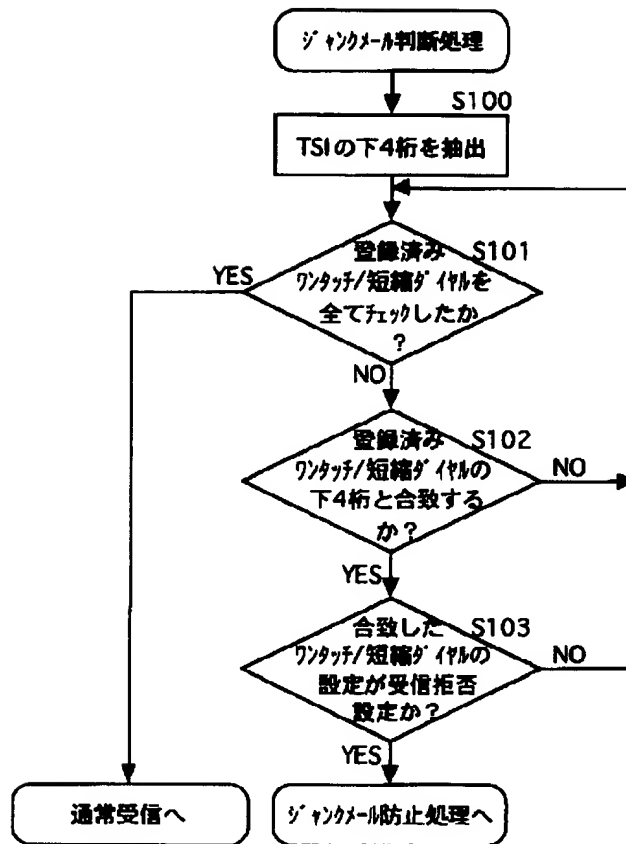 ジャンクメール判断処理
S100
TSIの下4桁を抽出
登録済み S101
YES
ワンタッチ/短縮ダイヤルを
全てチェックしたか
?
NO
登録済み S102
ワンタッチ/短縮ダイヤルの
NO
下4桁と合致する
か?
YES
合致した S103
ワンタッチ/短縮ダイヤルの
NO
設定が受信拒否
設定か?
YES
通常受信へ
ジャンクメール防止処理へ